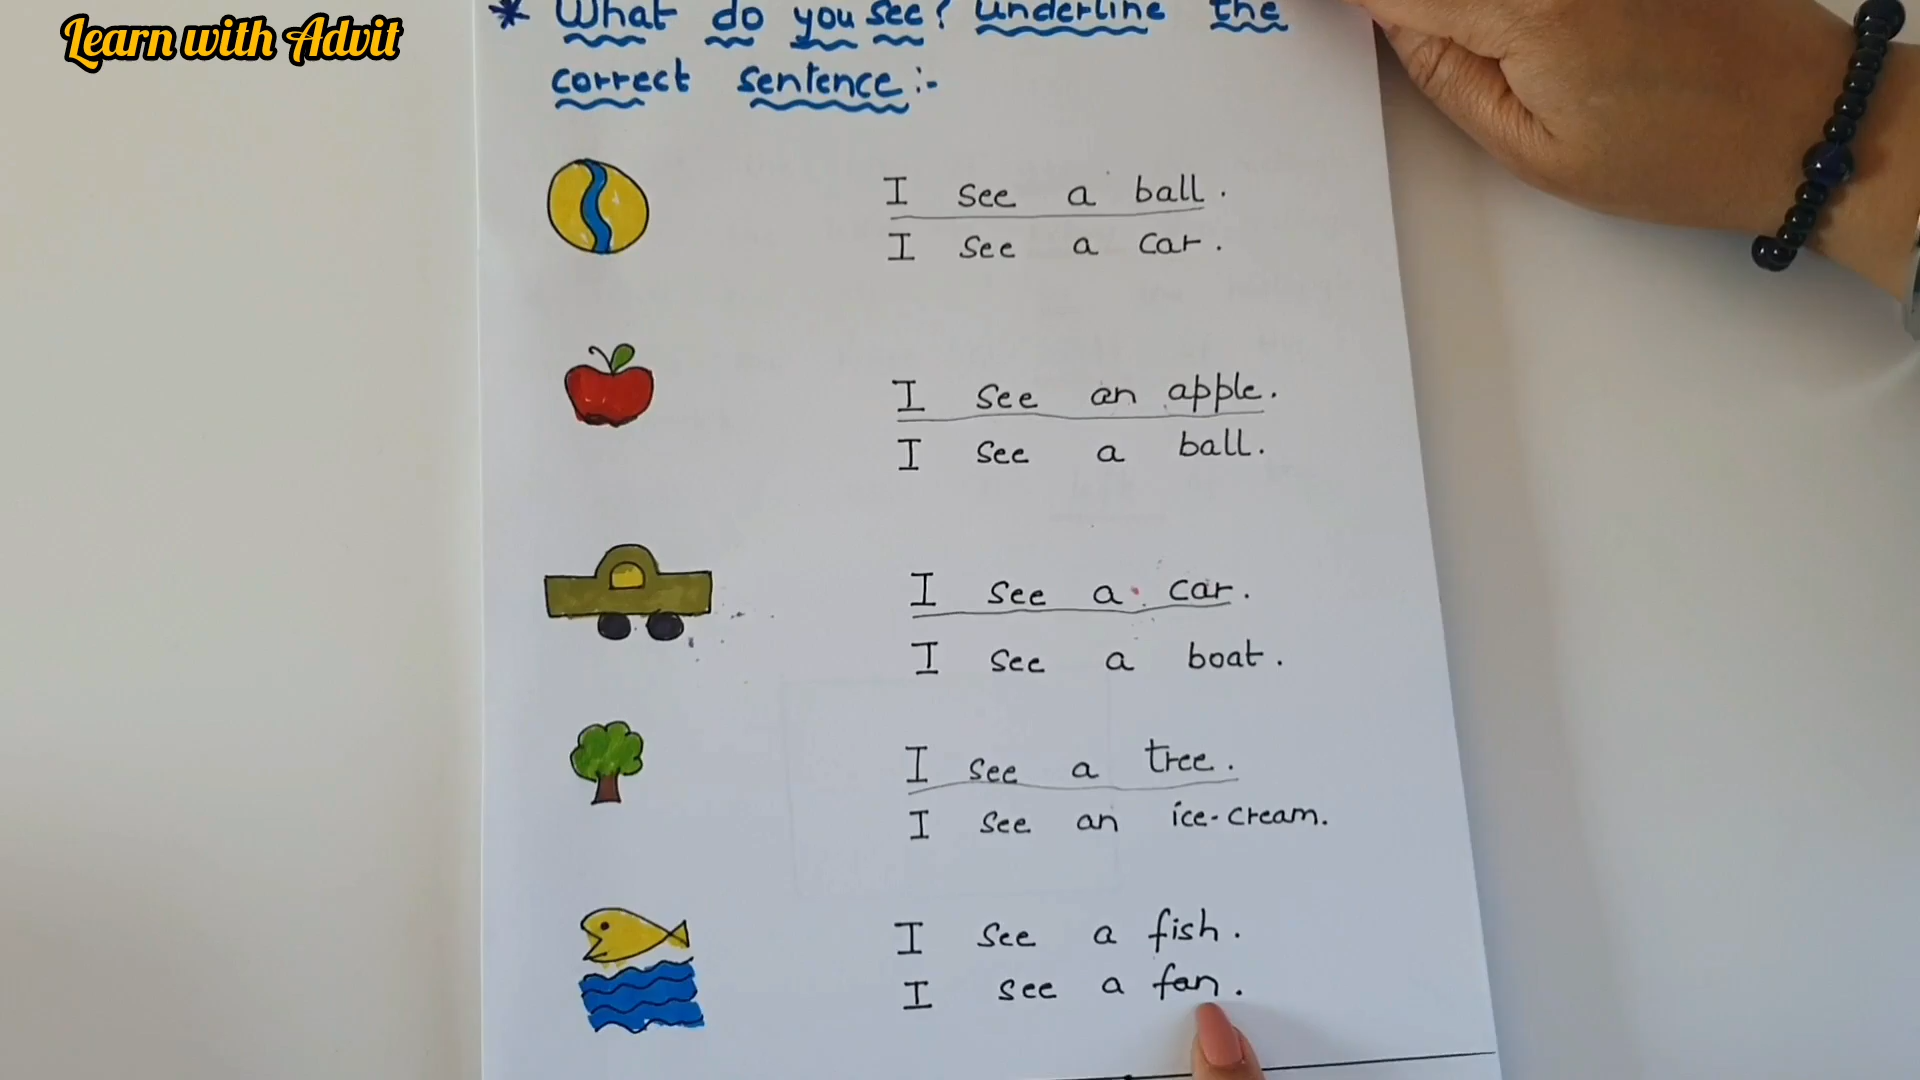 Learn with Advit
* What do you see? Underline the
correct sentence :-
I see a ball.
I see a car.
I see an apple.
I see a ball.
I see a car.
I see a boat.
I see a tree.
I see an ice-cream.
I see a fish.
I see a fan.